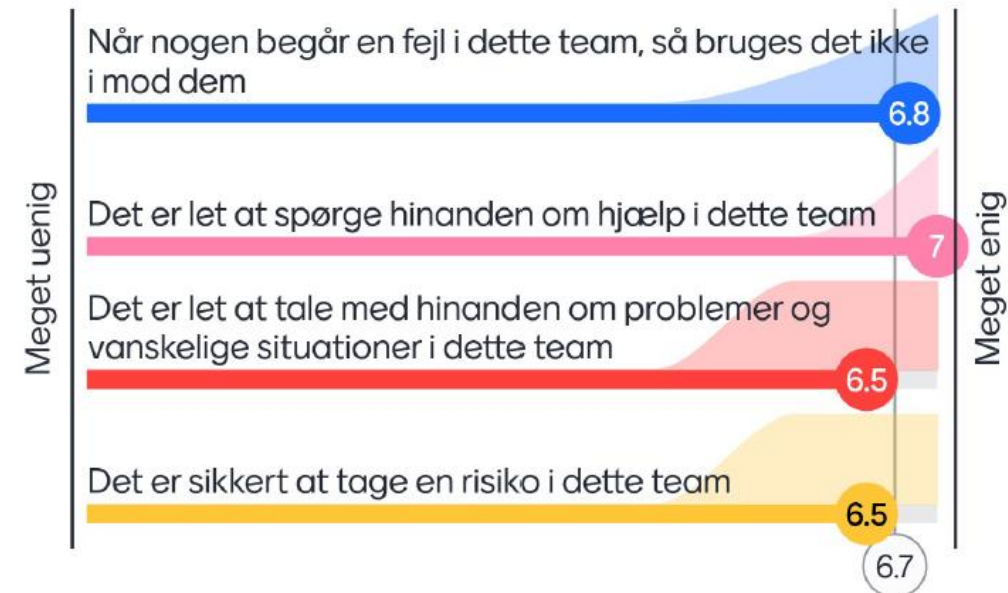 Når nogen begår en fejl i dette team, så bruges det ikke
i mod dem
6.8
Meget uenig
Det er let at spørge hinanden om hjælp i dette team
7
Meget enig
Det er let at tale med hinanden om problemer og
vanskelige situationer i dette team
6.5
Det er sikkert at tage en risiko i dette team
6.5
6.7